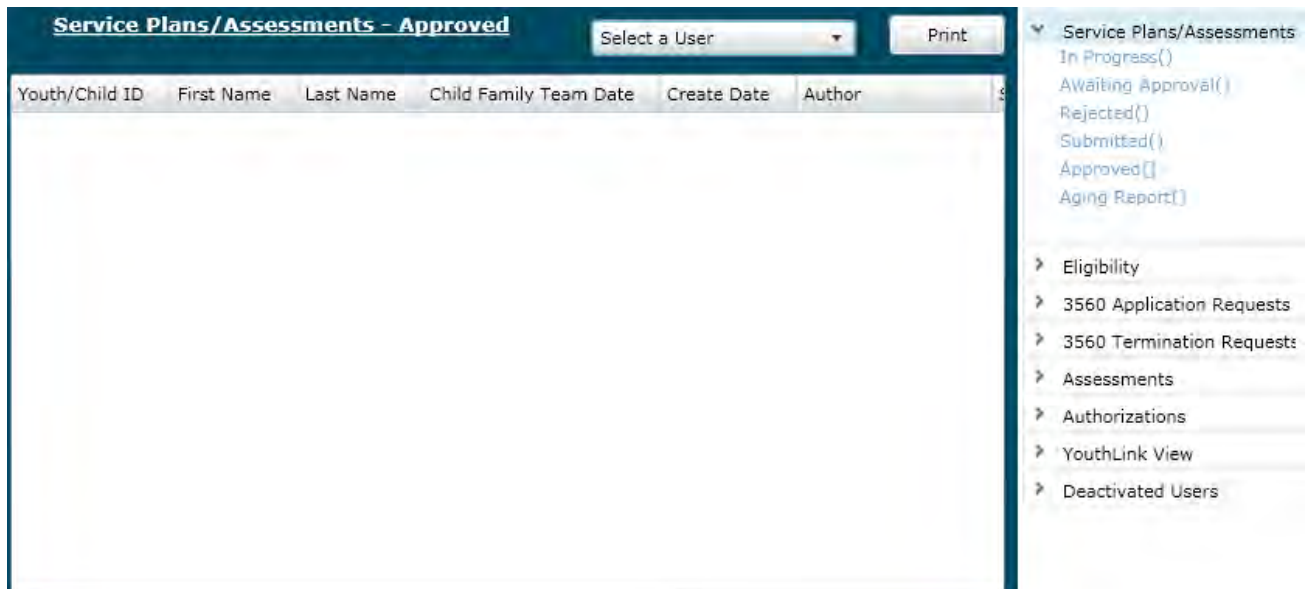 Service Plans/Assessments - Approved
Select a User
Print
Youth/Child ID First Name Last Name Child Family Team Date Create Date Author
Service Plans/Assessments
In Progress()
Awaiting Approval()
Rejected()
Submitted()
Approved()
Aging Report()
Eligibility
3560 Application Requests
3560 Termination Requests
Assessments
Authorizations
YouthLink View
Deactivated Users